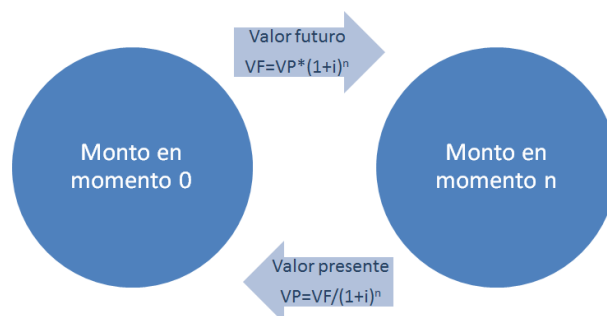 Valor futuro
VF=VP*(1+i)ⁿ
Monto en
momento 0
Monto en
momento n
Valor presente
VP=VF/(1+i)ⁿ